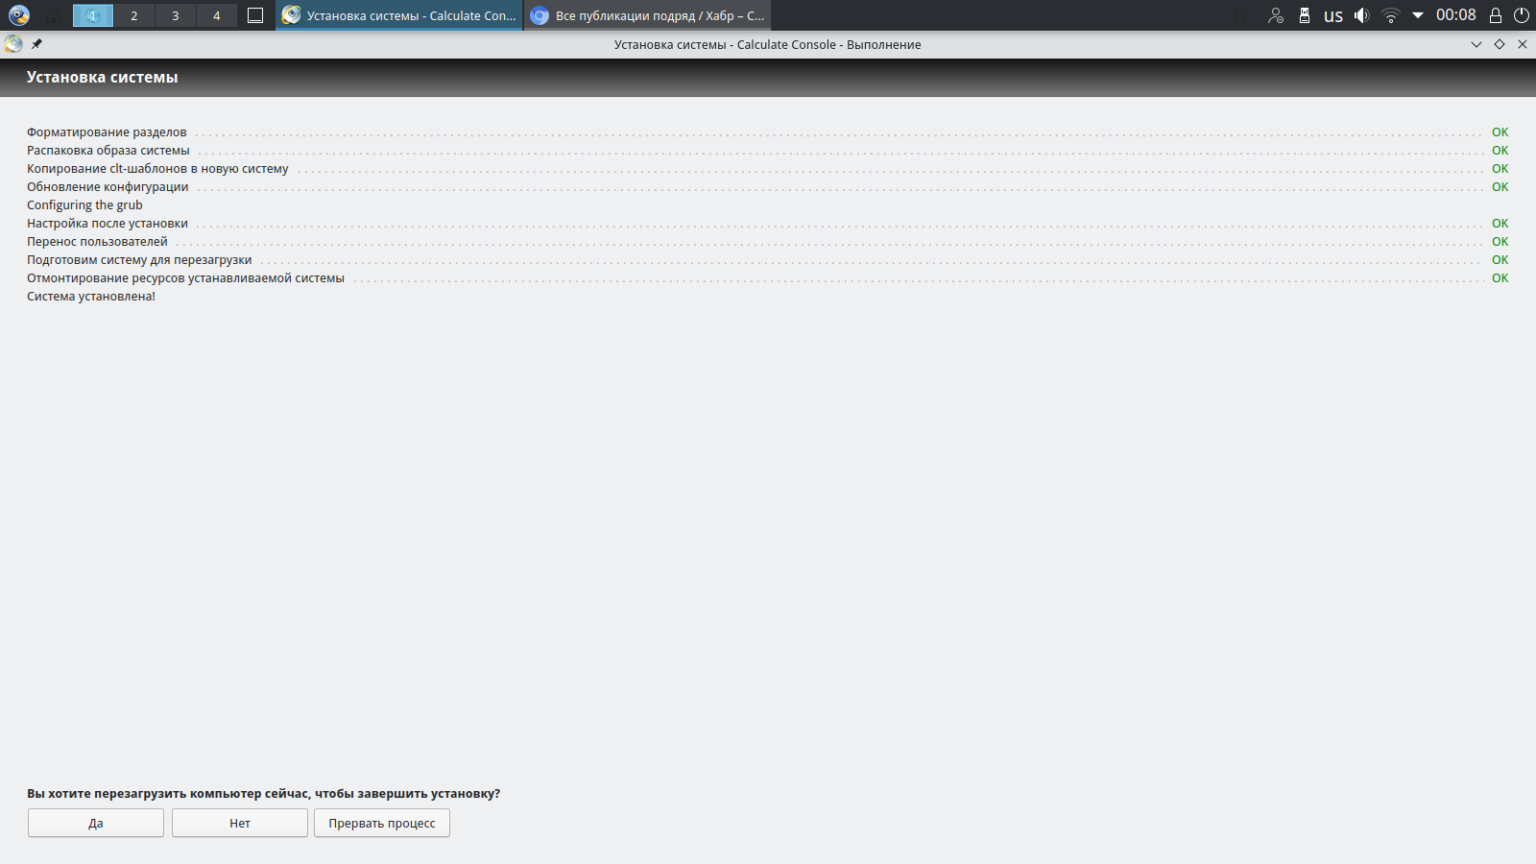 1
2
3
4
Установка системы - Calculate Con...
Все публикации подряд / Хабр – С...
us
00:08
Установка системы - Calculate Console - Выполнение
Установка системы
Форматирование разделов OK
Распаковка образа системы OK
Копирование clt-шаблонов в новую систему OK
Обновление конфигурации OK
Configuring the grub
Настройка после установки OK
Перенос пользователей OK
Подготовим систему для перезагрузки OK
Отмонтирование ресурсов устанавливаемой системы OK
Система установлена!
Вы хотите перезагрузить компьютер сейчас, чтобы завершить установку?
Да
Нет
Прервать процесс